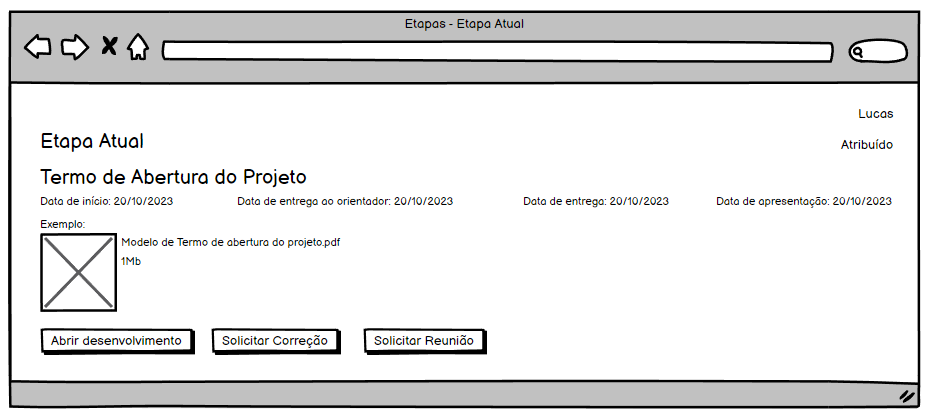 Etapas - Etapa Atual
Lucas
Etapa Atual
Atribuído
Termo de Abertura do Projeto
Data de início: 20/10/2023 Data de entrega ao orientador: 20/10/2023 Data de entrega: 20/10/2023 Data de apresentação: 20/10/2023
Exemplo:
Modelo de Termo de abertura do projeto.pdf
1Mb
Abrir desenvolvimento Solicitar Correção Solicitar Reunião